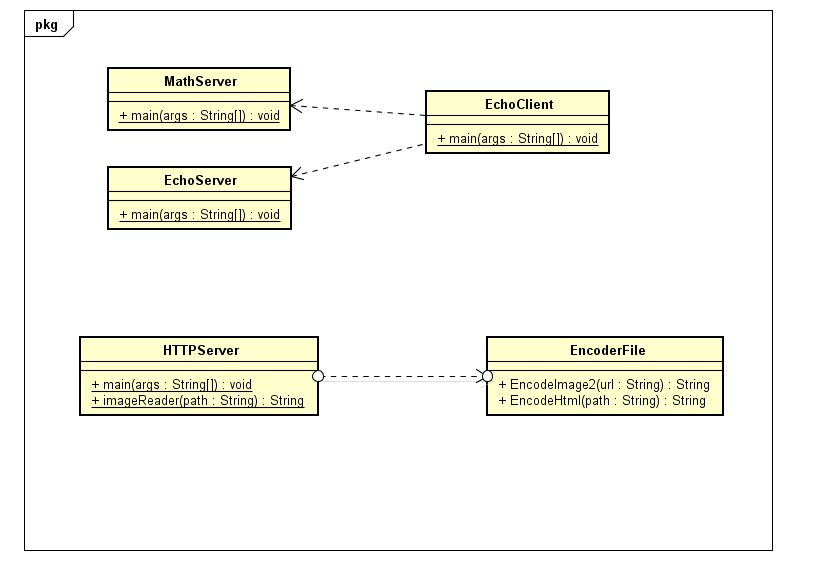 pkg
MathServer
+ main(args : String[]) : void
EchoClient
+ main(args : String[]) : void
EchoServer
+ main(args : String[]) : void
HTTPServer
+ main(args : String[]) : void
+ imageReader(path : String) : String
EncoderFile
+ EncodeImage2(url : String) : String
+ EncodeHtml(path : String) : String